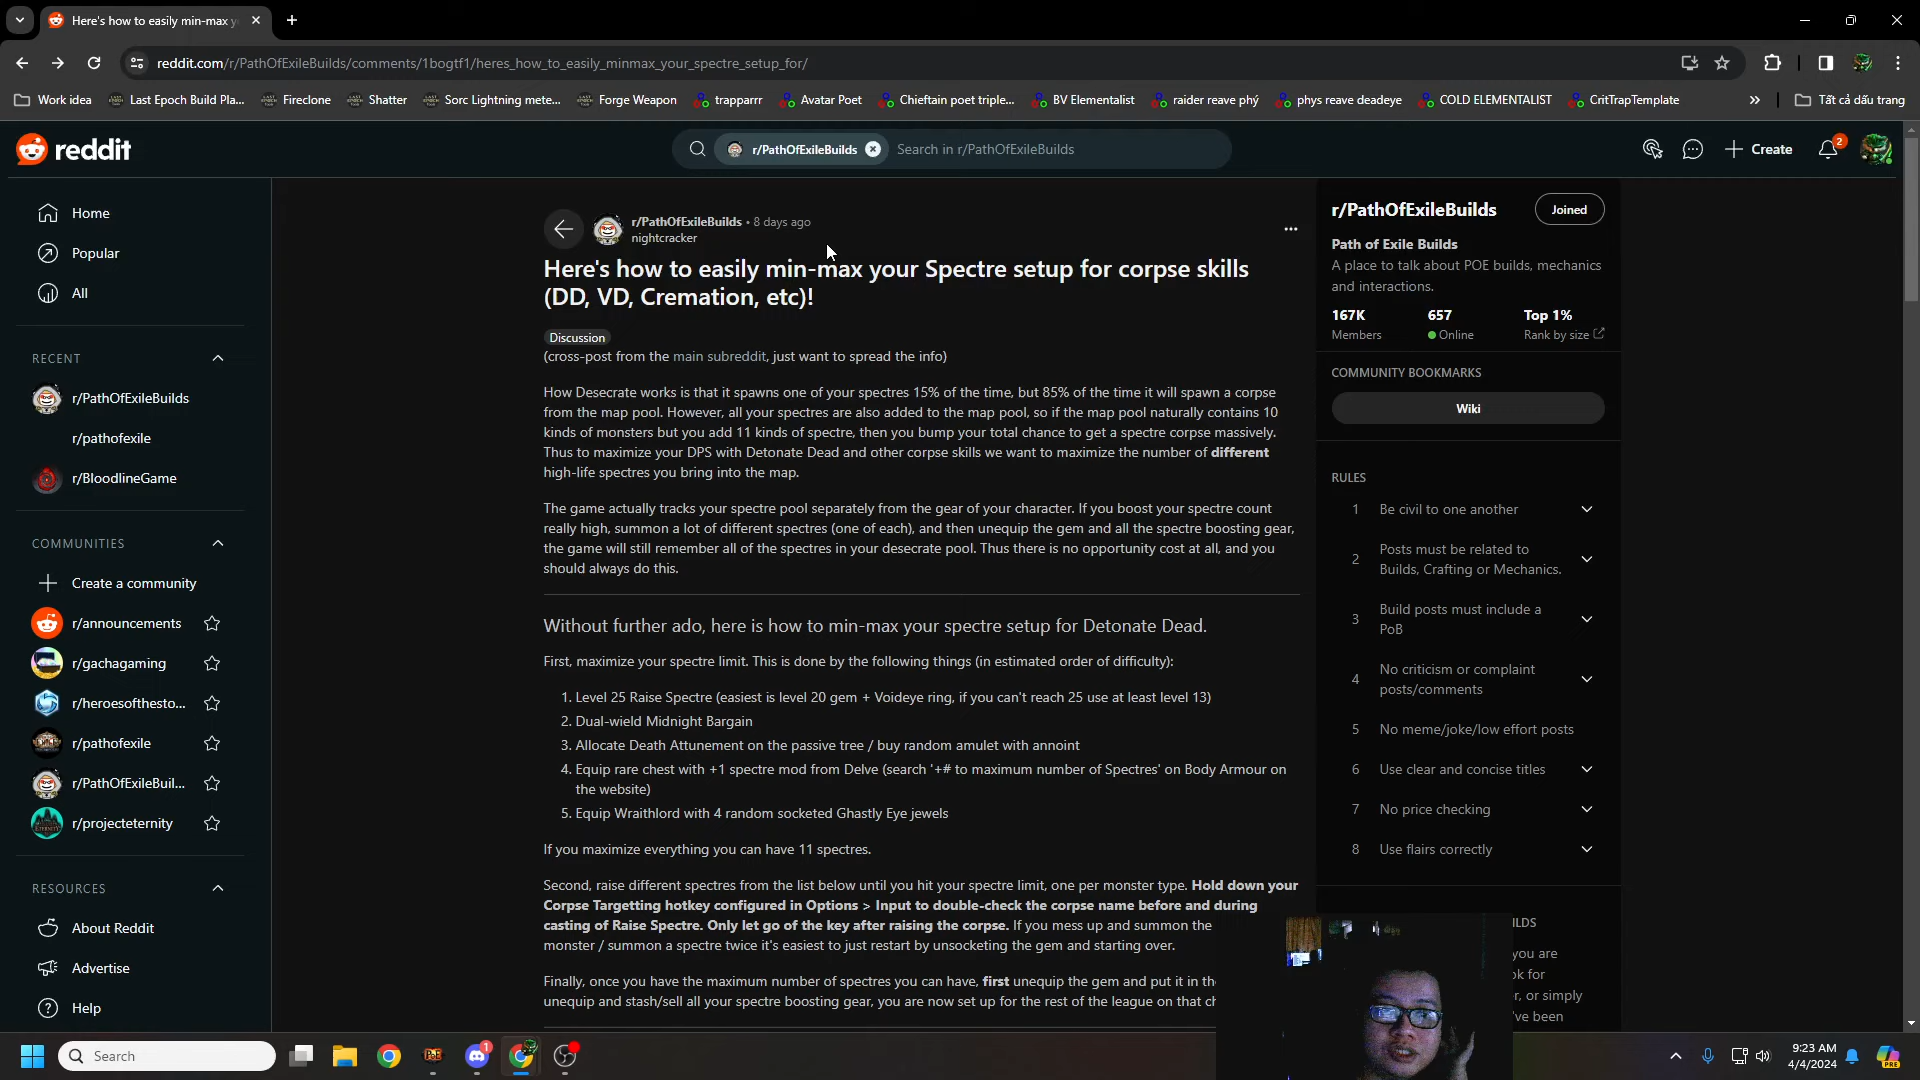 Here's how to easily min-max y
reddit.com/r/PathOfExileBuilds/comments/1bogtf1/heres_how_to_easily_minmax_your_spectre_setup_for/
Work idea
Last Epoch Build Pla...
Fireclone
Shatter
Sorc Lightning mete...
Forge Weapon
trapparrr
Avatar Poet
Chieftain poet triple...
BV Elementalist
raider reave phý
phys reave deadeye
COLD ELEMENTALIST
CritTrapTemplate
Tất cả dấu trang
reddit
r/PathOfExileBuilds
Search in r/PathOfExileBuilds
Create
2
Home
Popular
All
RECENT
r/PathOfExileBuilds
r/pathofexile
r/BloodlineGame
COMMUNITIES
Create a community
r/announcements
r/gachagaming
r/heroesofthesto...
r/pathofexile
r/PathOfExileBuil...
r/projecteternity
RESOURCES
About Reddit
Advertise
Help
r/PathOfExileBuilds • 8 days ago
nightcracker
Here's how to easily min-max your Spectre setup for corpse skills
(DD, VD, Cremation, etc)!
Discussion
(cross-post from the main subreddit, just want to spread the info)
How Desecrate works is that it spawns one of your spectres 15% of the time, but 85% of the time it will spawn a corpse
from the map pool. However, all your spectres are also added to the map pool, so if the map pool naturally contains 10
kinds of monsters but you add 11 kinds of spectre, then you bump your total chance to get a spectre corpse massively.
Thus to maximize your DPS with Detonate Dead and other corpse skills we want to maximize the number of different
high-life spectres you bring into the map.
The game actually tracks your spectre pool separately from the gear of your character. If you boost your spectre count
really high, summon a lot of different spectres (one of each), and then unequip the gem and all the spectre boosting gear,
the game will still remember all of the spectres in your desecrate pool. Thus there is no opportunity cost at all, and you
should always do this.
Without further ado, here is how to min-max your spectre setup for Detonate Dead.
First, maximize your spectre limit. This is done by the following things (in estimated order of difficulty):
1. Level 25 Raise Spectre (easiest is level 20 gem + Voideye ring, if you can't reach 25 use at least level 13)
2. Dual-wield Midnight Bargain
3. Allocate Death Attunement on the passive tree / buy random amulet with annoint
4. Equip rare chest with +1 spectre mod from Delve (search '+# to maximum number of Spectres' on Body Armour on
the website)
5. Equip Wraithlord with 4 random socketed Ghastly Eye jewels
If you maximize everything you can have 11 spectres.
Second, raise different spectres from the list below until you hit your spectre limit, one per monster type. Hold down your
Corpse Targetting hotkey configured in Options > Input to double-check the corpse name before and during
casting of Raise Spectre. Only let go of the key after raising the corpse. If you mess up and summon the
monster / summon a spectre twice it's easiest to just restart by unsocketing the gem and starting over.
Finally, once you have the maximum number of spectres you can have, first unequip the gem and put it in th
unequip and stash/sell all your spectre boosting gear, you are now set up for the rest of the league on that ch
r/PathOfExileBuilds
Joined
Path of Exile Builds
A place to talk about POE builds, mechanics
and interactions.
167K
657
Top 1%
Members
Online
Rank by size
COMMUNITY BOOKMARKS
Wiki
RULES
1 Be civil to one another
2 Posts must be related to
Builds, Crafting or Mechanics.
3 Build posts must include a
PoB
4 No criticism or complaint
posts/comments
5 No meme/joke/low effort posts
6 Use clear and concise titles
7 No price checking
8 Use flairs correctly
ILDS
you are
ok for
r, or simply
've been
Search
1
9:23 AM
4/4/2024
PRE